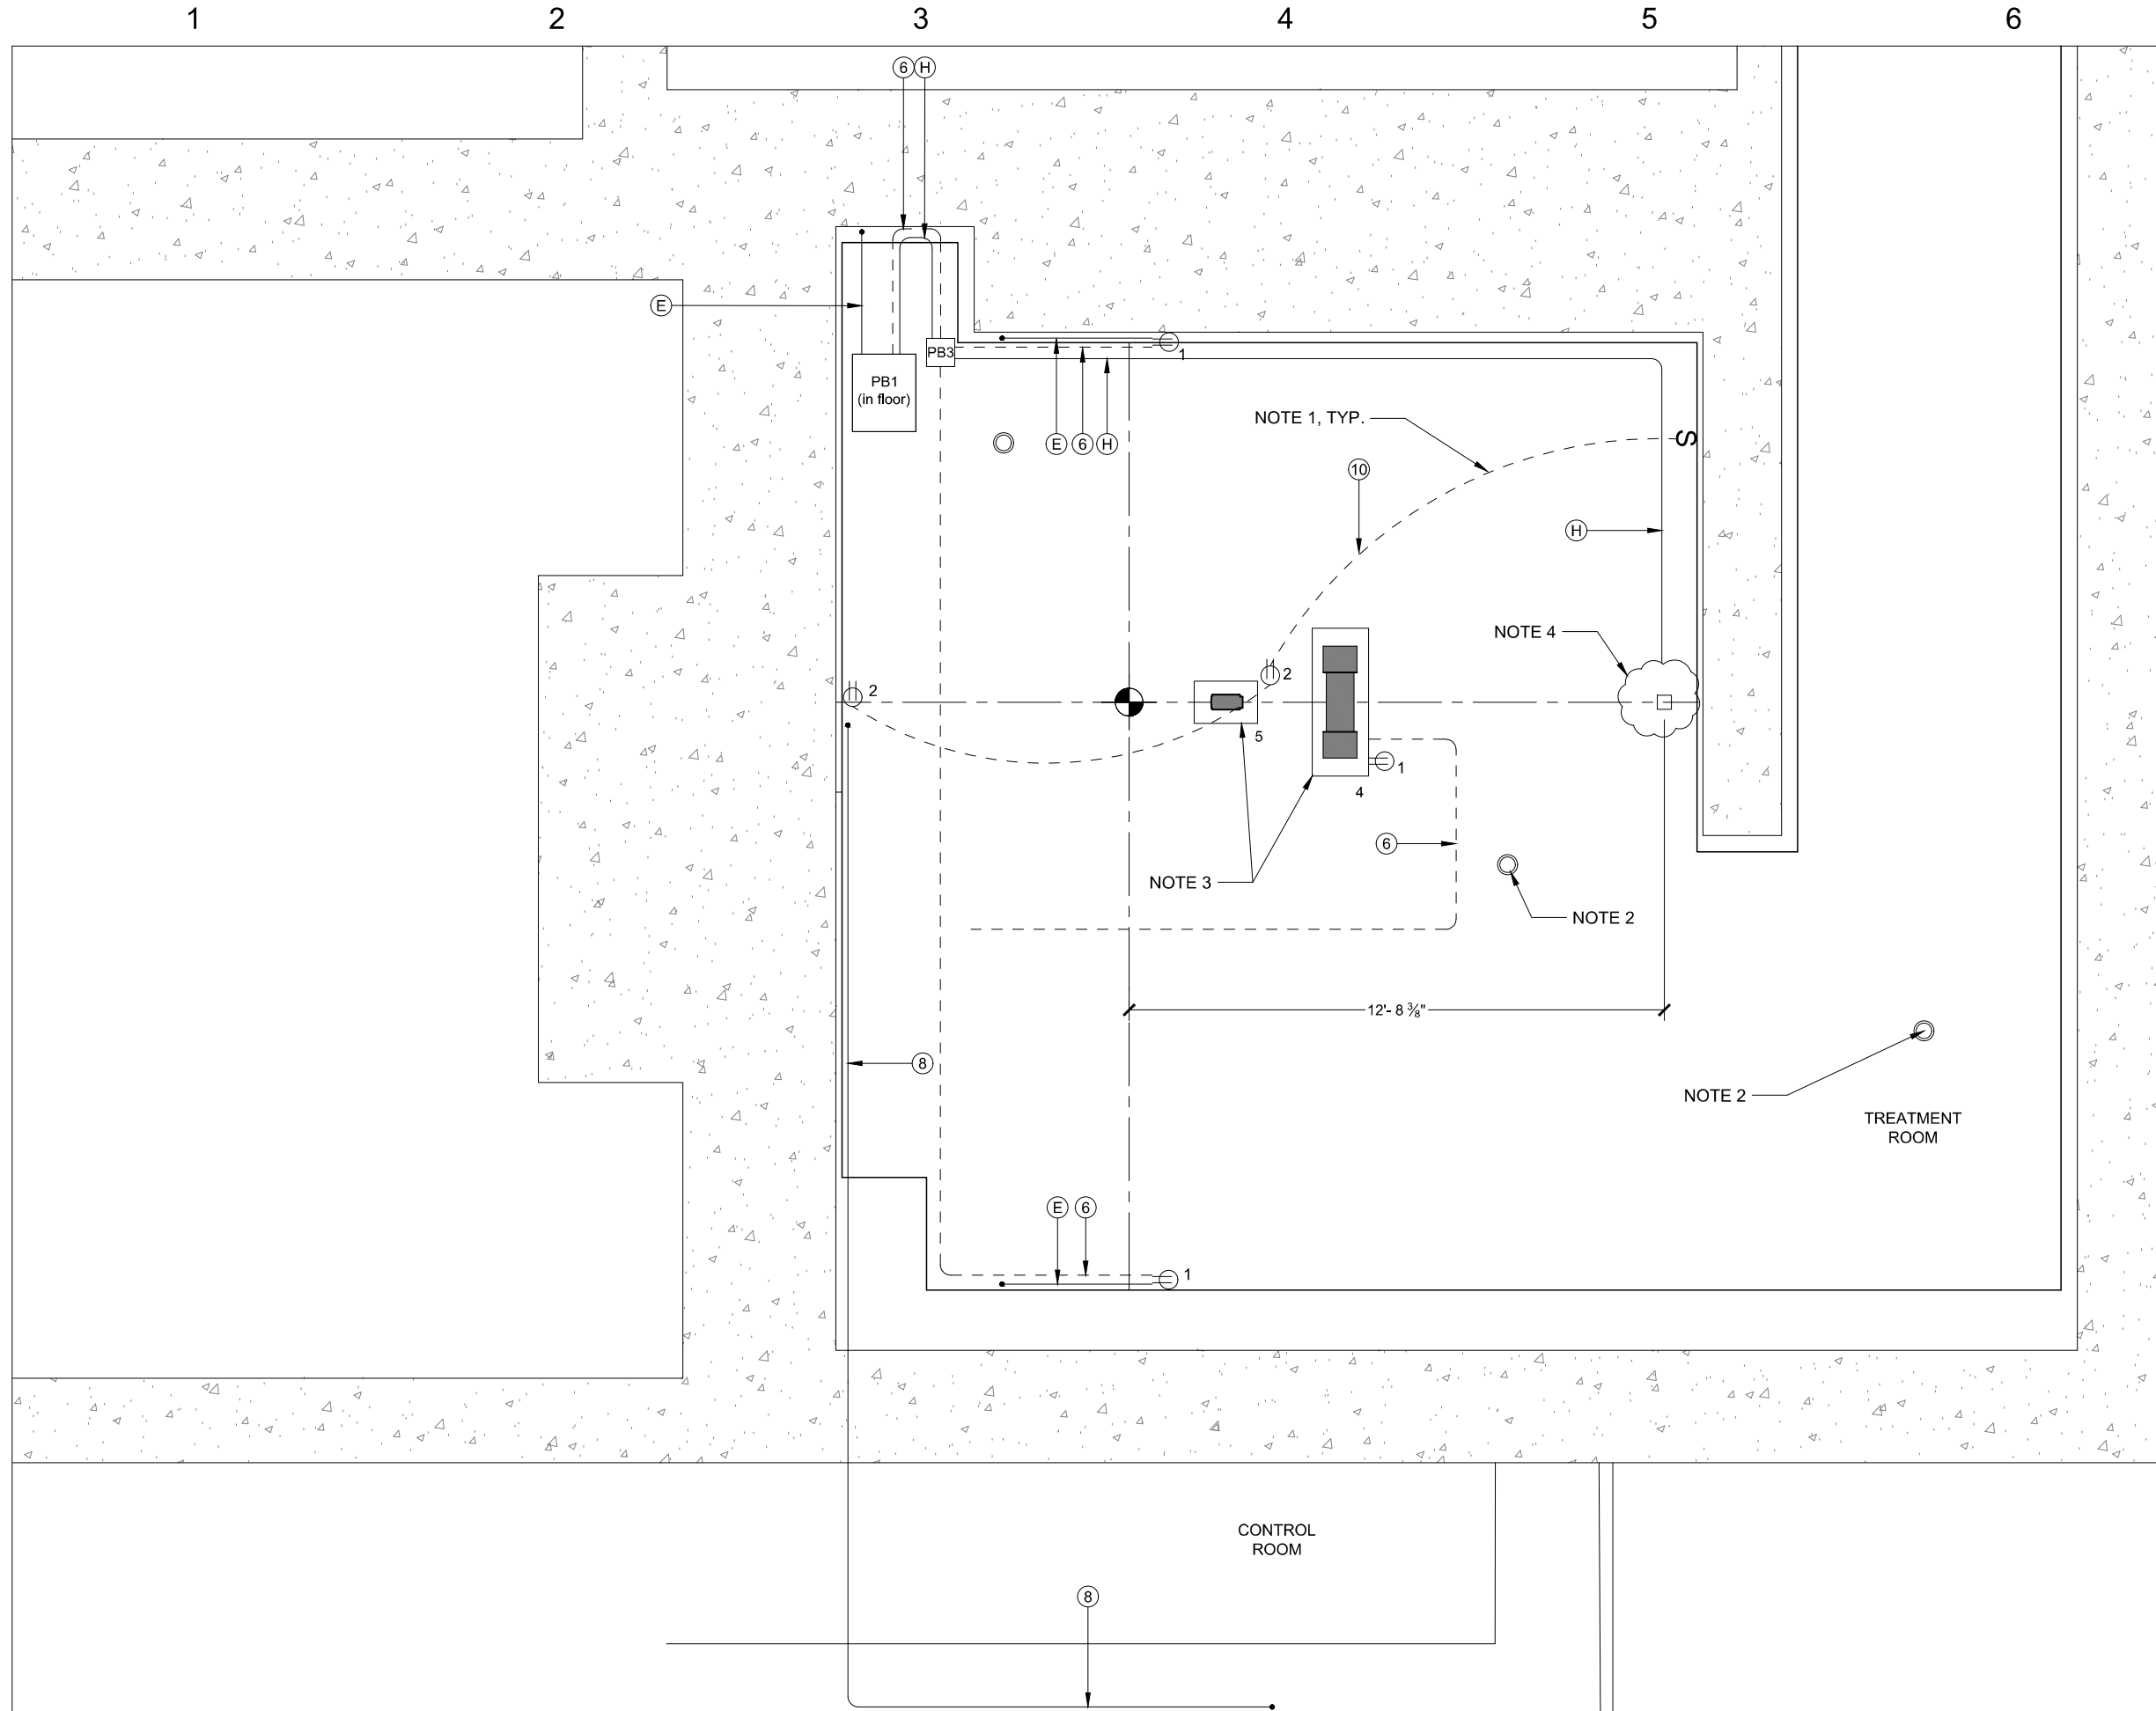 1 2 3 4 5 6
6 H
E
PB3
1
PB1
(in floor)
NOTE 1, TYP.
E 6 H
S
10
H
NOTE 4
2
2
5
1
4
6
NOTE 3
NOTE 2
12'- 8 3/8"
8
NOTE 2
TREATMENT
ROOM
E 6
1
CONTROL
ROOM
8